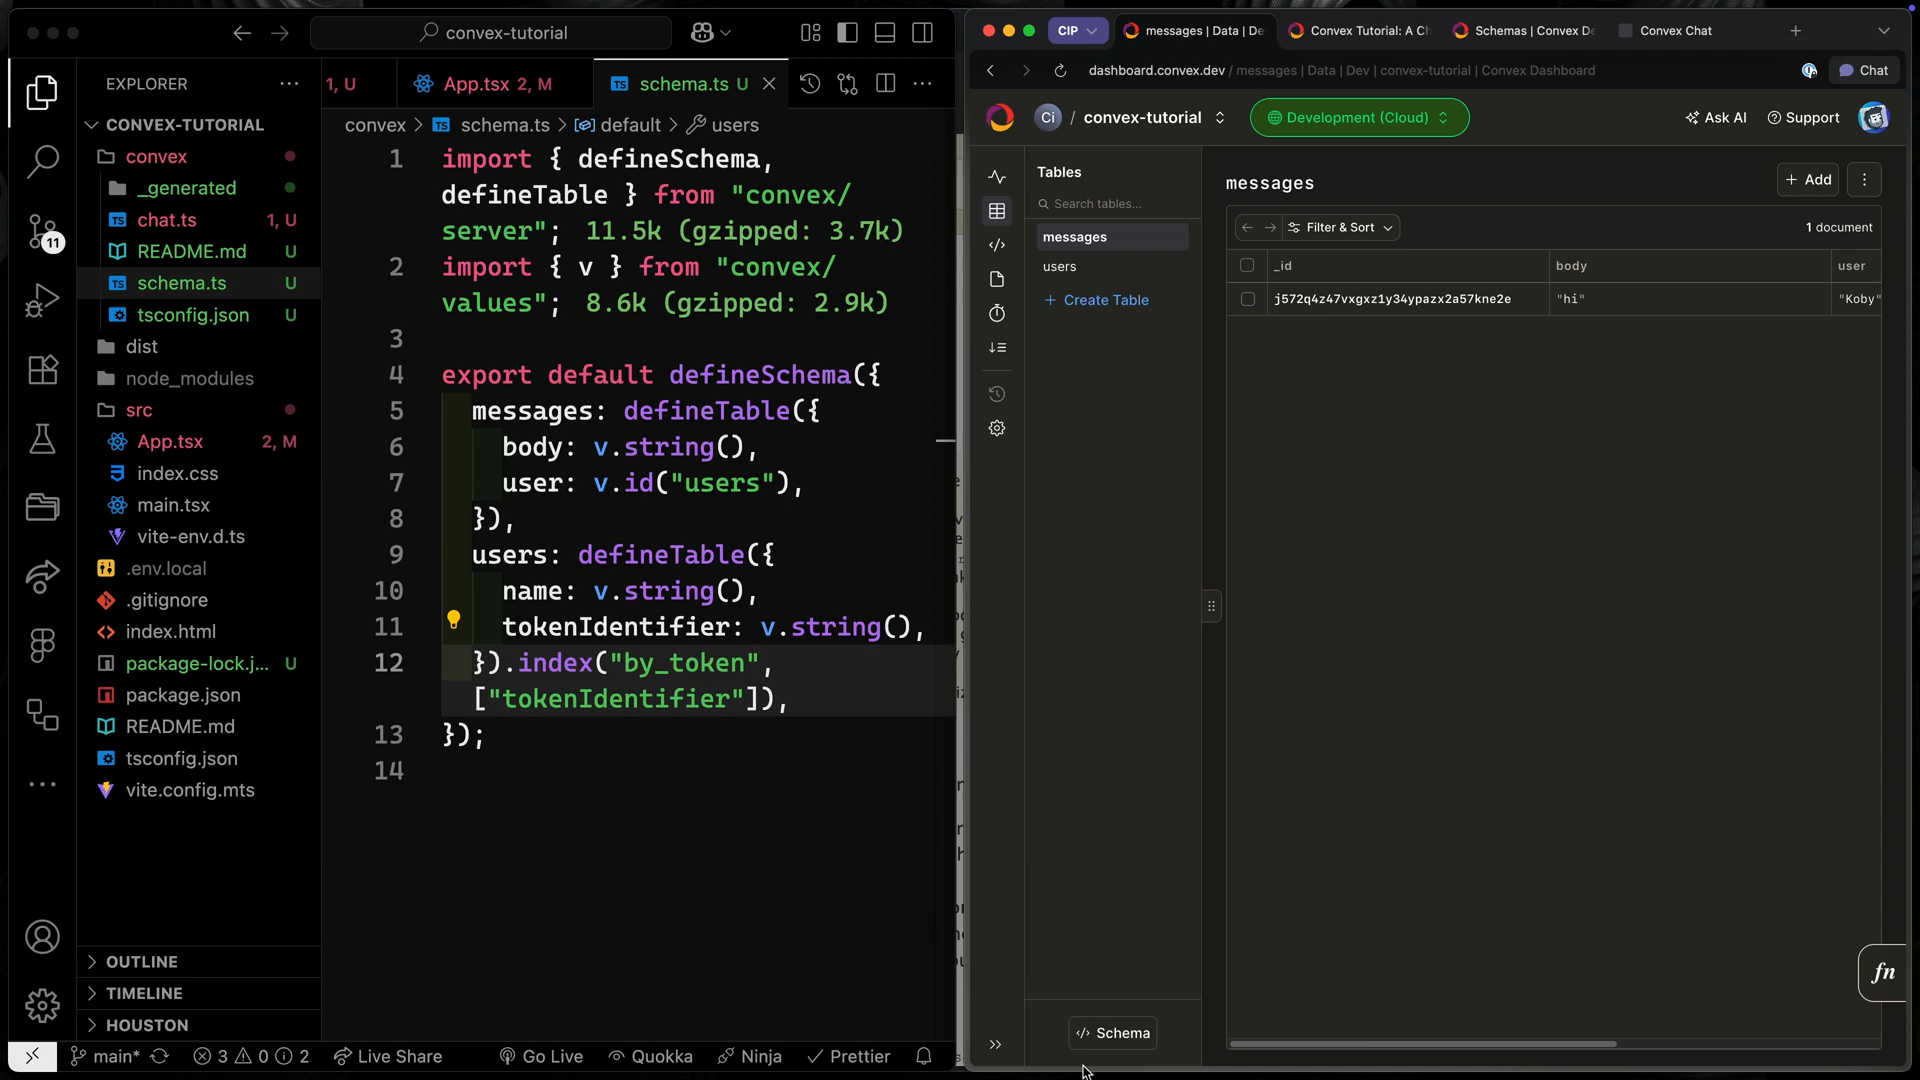 convex-tutorial
EXPLORER
CONVEX-TUTORIAL
convex
_generated
chat.ts 1, U
README.md U
schema.ts U
tsconfig.json U
dist
node_modules
src
App.tsx 2, M
index.css
main.tsx
vite-env.d.ts
.env.local
.gitignore
index.html
package-lock.j... U
package.json
README.md
tsconfig.json
vite.config.mts
OUTLINE
TIMELINE
HOUSTON
11
1, U
App.tsx 2, M
schema.ts U
convex > TS schema.ts > default > users
1 import { defineSchema,
defineTable } from "convex/
server"; 11.5k (gzipped: 3.7k)
2 import { v } from "convex/
values"; 8.6k (gzipped: 2.9k)
3
4 export default defineSchema({
5 messages: defineTable({
6 body: v.string(),
7 user: v.id("users"),
8 }),
9 users: defineTable({
10 name: v.string(),
11 tokenIdentifier: v.string(),
12 }).index("by_token",
["tokenIdentifier"]),
13 });
14
main* 3 0 2 Live Share Go Live Quokka Ninja Prettier
CIP
messages | Data | De
Convex Tutorial: A Ch
Schemas | Convex De
Convex Chat
dashboard.convex.dev / messages | Data | Dev | convex-tutorial | Convex Dashboard
Chat
Ci / convex-tutorial
Development (Cloud)
Ask AI
Support
Tables
Search tables...
messages
users
Create Table
Schema
messages
+ Add
Filter & Sort
1 document
_id body user
j572q4z47vxgxz1y34ypazx2a57kne2e "hi" "Koby"
fn